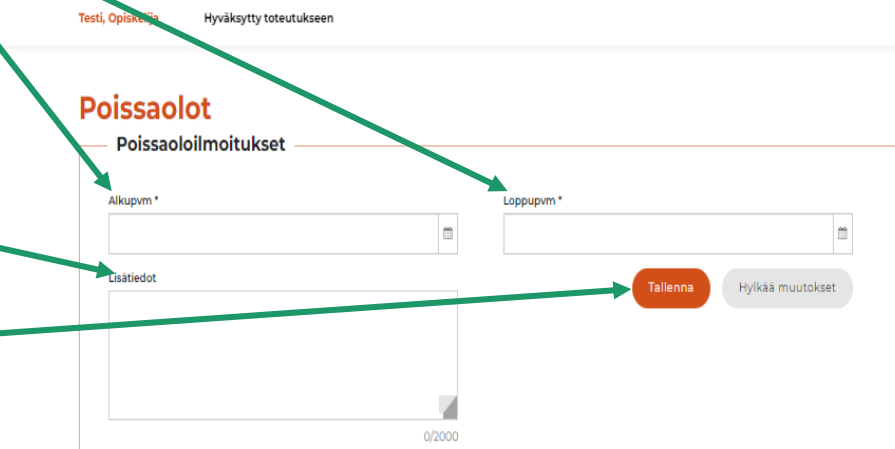 Testi, Opiskelija Hyväksytty toteutukseen
Poissaolot
Poissaoloilmoitukset
Alkupvm * Loppupvm *
Lisätiedot
Tallenna Hylkää muutokset
0/2000